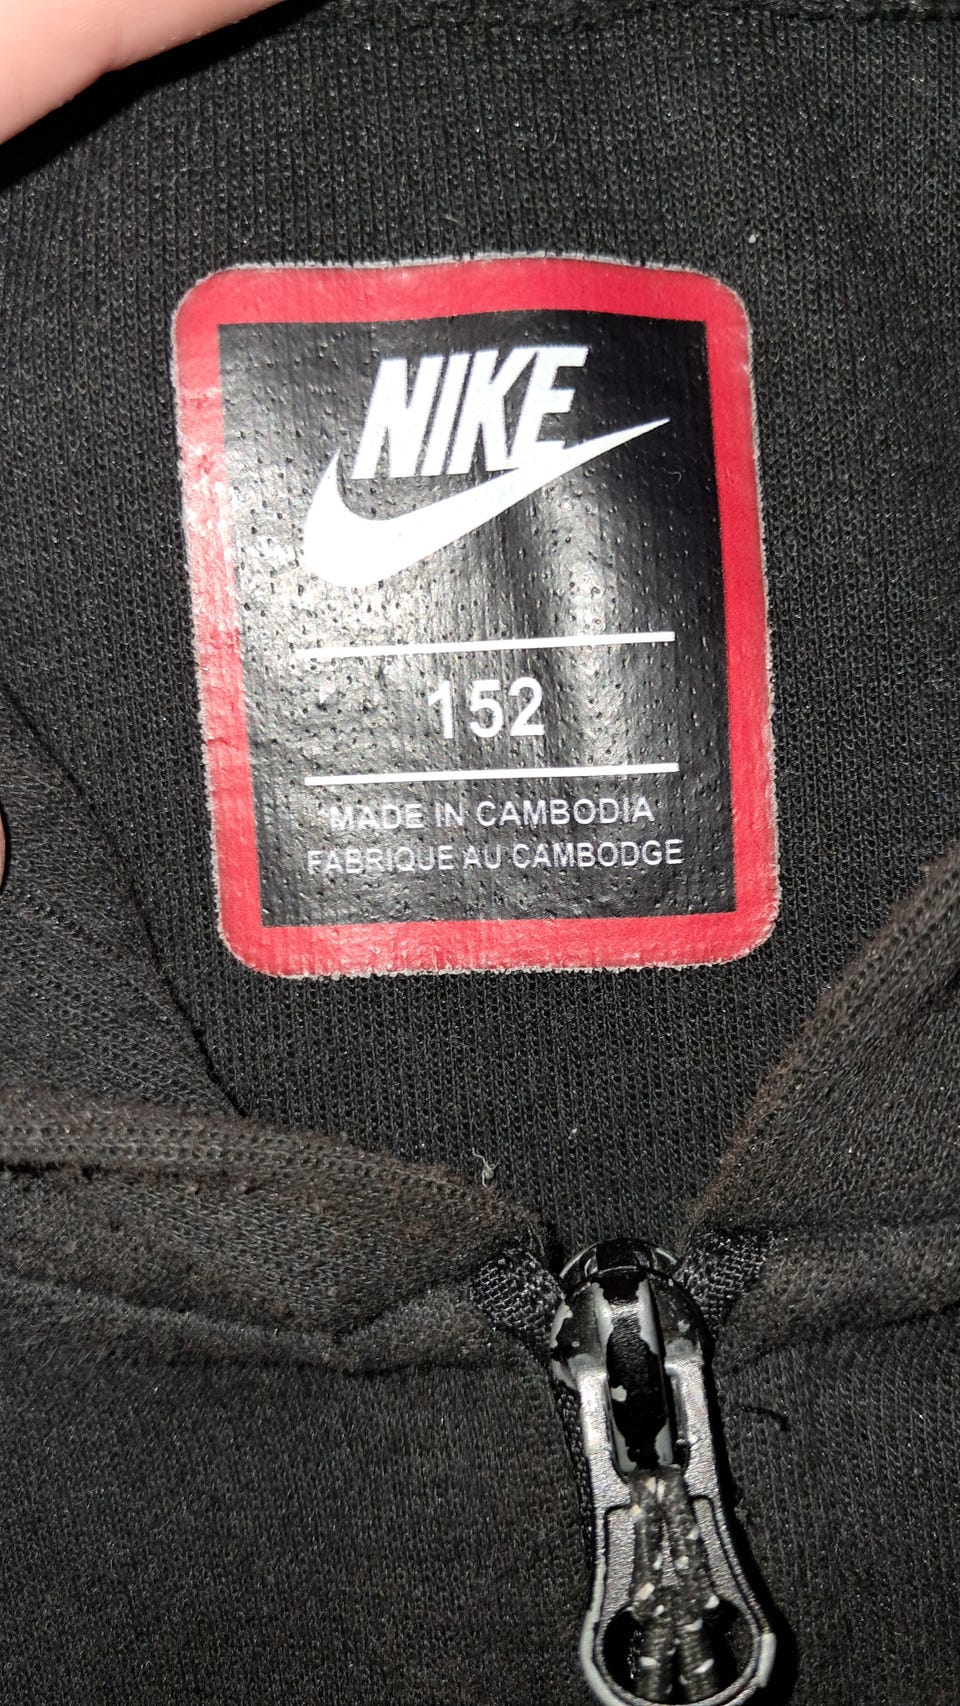 NIKE
152
MADE IN CAMBODIA
FABRIQUE AU CAMBODGE